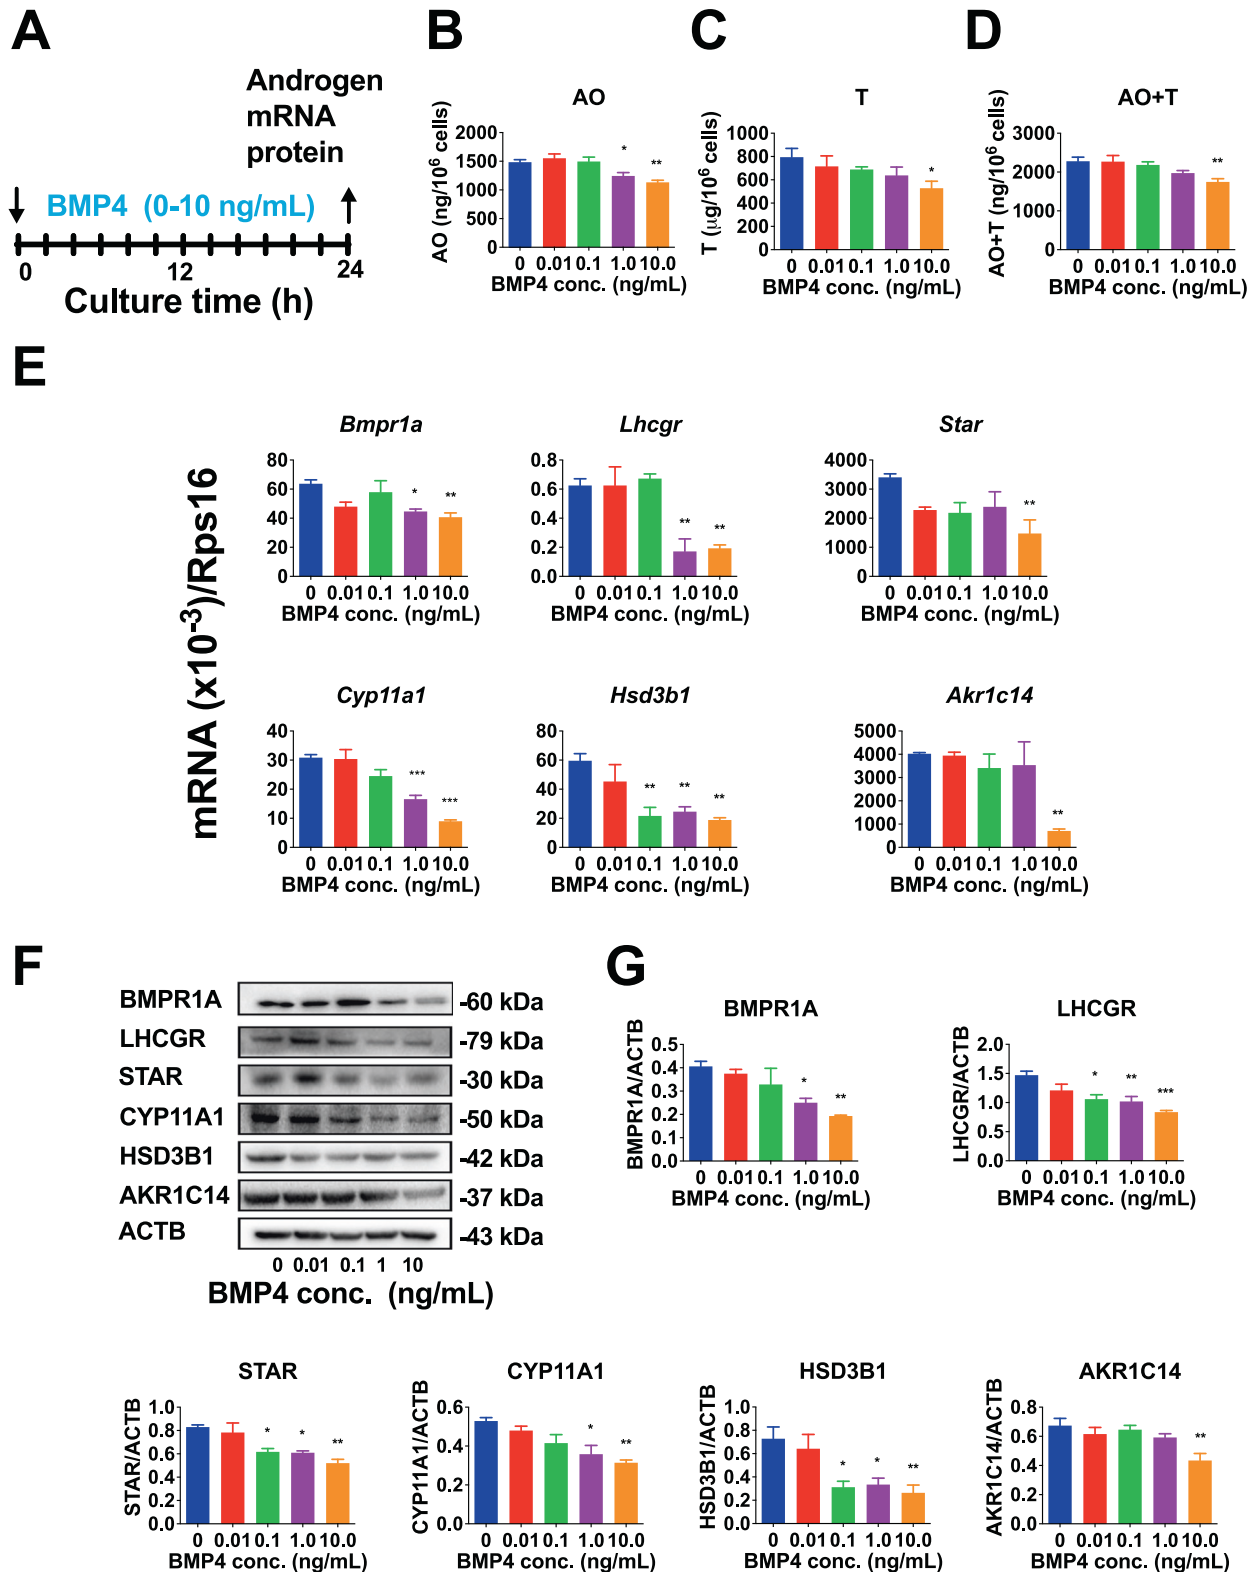 A
Androgen
mRNA
protein
BMP4 (0-10 ng/mL)
0 12 24
Culture time (h)
B
AO
AO (ng/10⁶ cells)
2000
1500
1000
500
0
* **
0 0.01 0.1 1.0 10.0
BMP4 conc. (ng/mL)
C
T
T (µg/10⁶ cells)
1000
800
600
400
200
0
*
0 0.01 0.1 1.0 10.0
BMP4 conc. (ng/mL)
D
AO+T
AO+T (ng/10⁶ cells)
3000
2000
1000
0
**
0 0.01 0.1 1.0 10.0
BMP4 conc. (ng/mL)
E
mRNA (x10⁻³)/Rps16
Bmpr1a
80
60
40
20
0
* **
0 0.01 0.1 1.0 10.0
BMP4 conc. (ng/mL)
Lhcgr
0.8
0.6
0.4
0.2
0.0
** **
0 0.01 0.1 1.0 10.0
BMP4 conc. (ng/mL)
Star
4000
3000
2000
1000
0
**
0 0.01 0.1 1.0 10.0
BMP4 conc. (ng/mL)
Cyp11a1
40
30
20
10
0
*** ***
0 0.01 0.1 1.0 10.0
BMP4 conc. (ng/mL)
Hsd3b1
80
60
40
20
0
** ** **
0 0.01 0.1 1.0 10.0
BMP4 conc. (ng/mL)
Akr1c14
5000
4000
3000
2000
1000
0
**
0 0.01 0.1 1.0 10.0
BMP4 conc. (ng/mL)
F
BMPR1A -60 kDa
LHCGR -79 kDa
STAR -30 kDa
CYP11A1 -50 kDa
HSD3B1 -42 kDa
AKR1C14 -37 kDa
ACTB -43 kDa
0 0.01 0.1 1 10
BMP4 conc. (ng/mL)
G
BMPR1A
BMPR1A/ACTB
0.5
0.4
0.3
0.2
0.1
0.0
* **
0 0.01 0.1 1.0 10.0
BMP4 conc. (ng/mL)
LHCGR
LHCGR/ACTB
2.0
1.5
1.0
0.5
0.0
* ** ***
0 0.01 0.1 1.0 10.0
BMP4 conc. (ng/mL)
STAR
STAR/ACTB
1.0
0.8
0.6
0.4
0.2
0.0
* * **
0 0.01 0.1 1.0 10.0
BMP4 conc. (ng/mL)
CYP11A1
CYP11A1/ACTB
0.6
0.4
0.2
0.0
* **
0 0.01 0.1 1.0 10.0
BMP4 conc. (ng/mL)
HSD3B1
HSD3B1/ACTB
1.0
0.8
0.6
0.4
0.2
0.0
* * **
0 0.01 0.1 1.0 10.0
BMP4 conc. (ng/mL)
AKR1C14
AKR1C14/ACTB
0.8
0.6
0.4
0.2
0.0
**
0 0.01 0.1 1.0 10.0
BMP4 conc. (ng/mL)